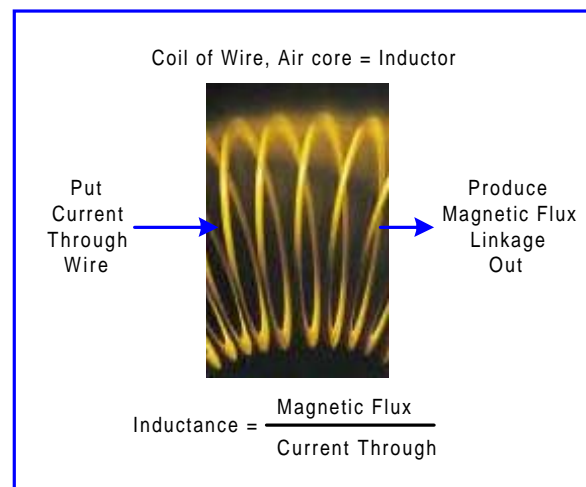 Coil of Wire, Air core = Inductor
Put
Current
Through
Wire
Produce
Magnetic Flux
Linkage
Out
Inductance = Magnetic Flux
Current Through